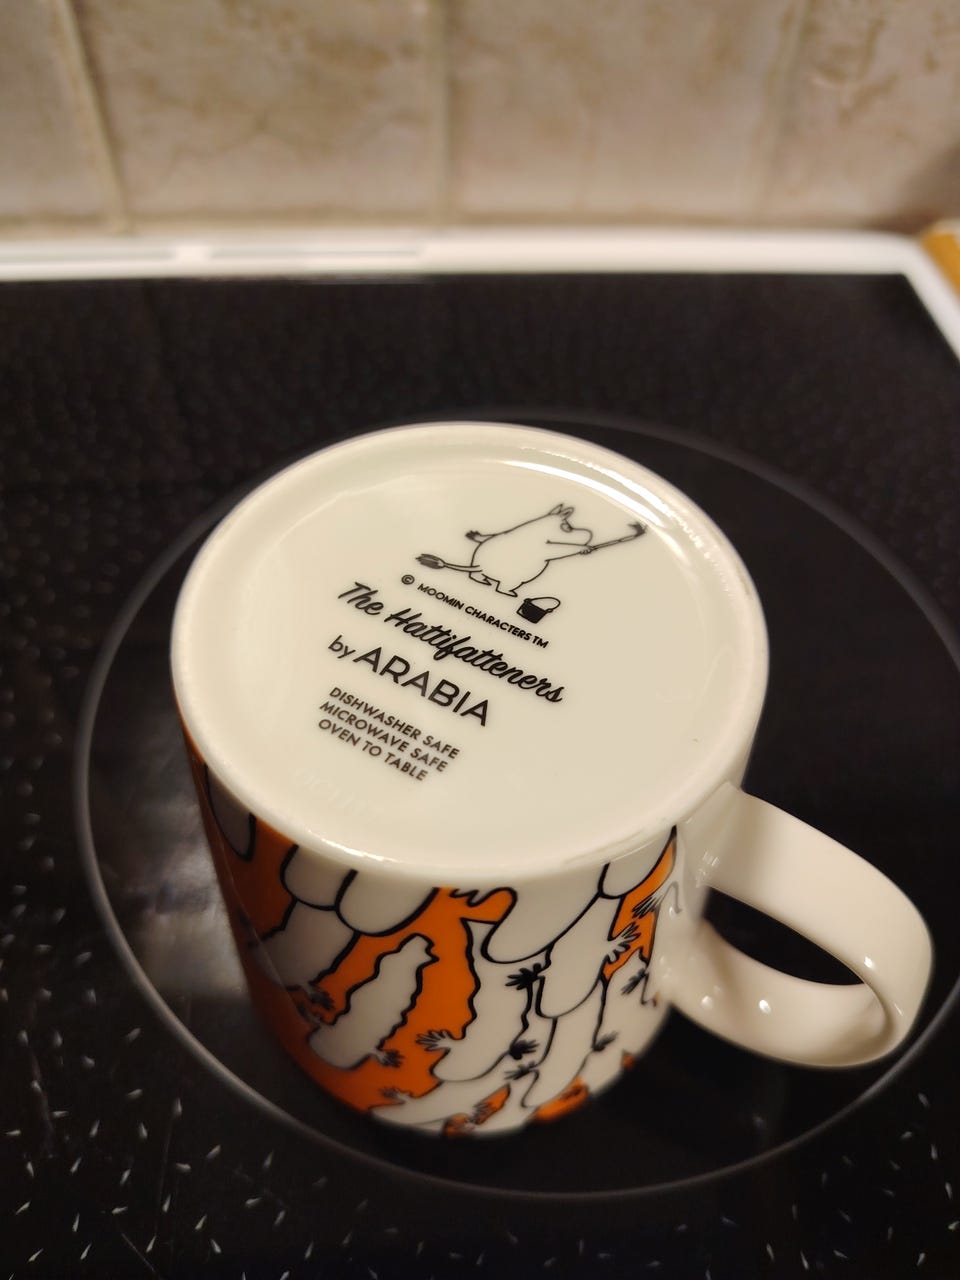 © MOOMIN CHARACTERS™
The Hattifatteners
by ARABIA
DISHWASHER SAFE
MICROWAVE SAFE
OVEN TO TABLE